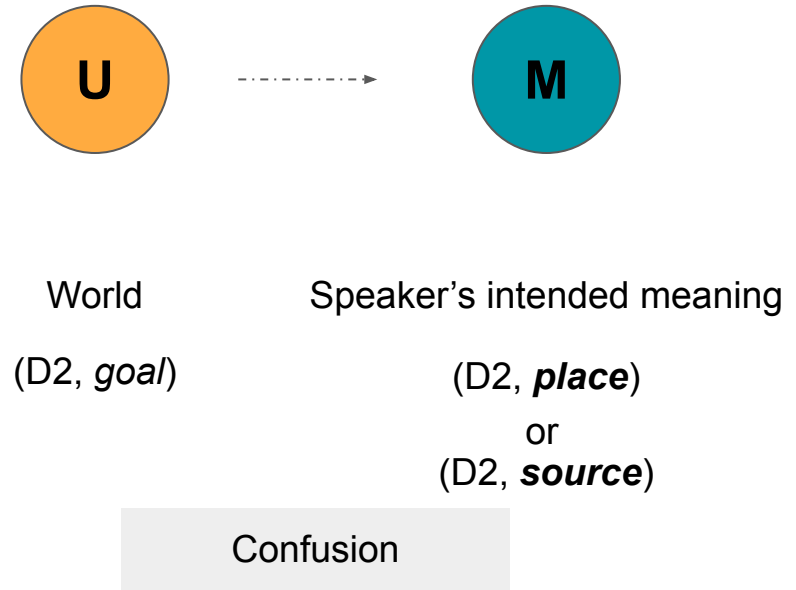 U M
World Speaker’s intended meaning
(D2, goal) (D2, place)
or
(D2, source)
Confusion